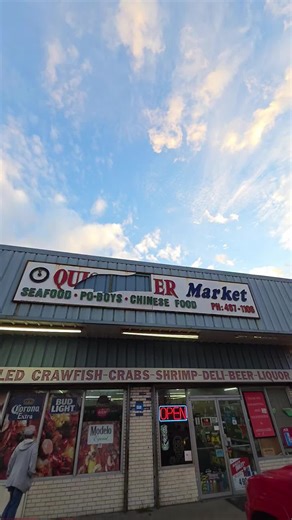 QUI ER Market
SEAFOOD • PO-BOYS • CHINESE FOOD PH: 467-1100
LED CRAWFISH-CRABS-SHRIMP-DELI-BEER-LIQUOR
Corona
Extra
BUD
LIGHT
Modelo
OPEN